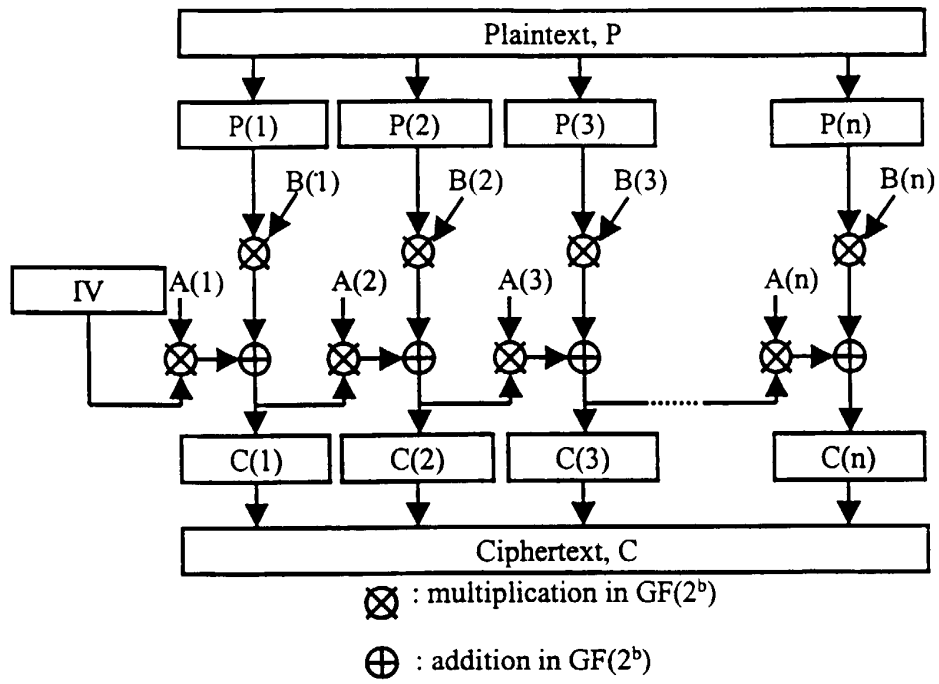 Plaintext, P
P(1) P(2) P(3) P(n)
B(1) B(2) B(3) B(n)
IV A(1) A(2) A(3) A(n)
C(1) C(2) C(3) C(n)
Ciphertext, C
: multiplication in GF(2ᵇ)
: addition in GF(2ᵇ)